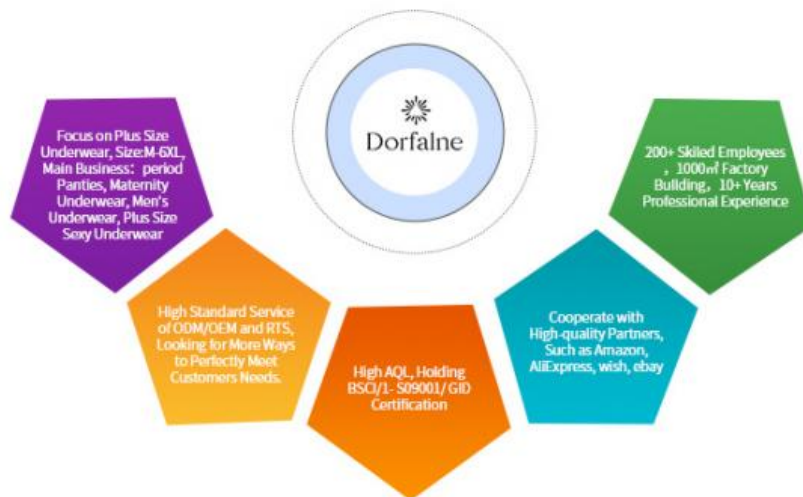 Dorfalne
Focus on Plus Size
Underwear, Size:M-6XL,
Main Business：period
Panties, Maternity
Underwear, Men's
Underwear, Plus Size
Sexy Underwear
High Standard Service
of ODM/OEM and RTS,
Looking for More Ways
to Perfectly Meet
Customers Needs.
High AQL, Holding
BSCI/1- S09001/ GID
Certification
Cooperate with
High-quality Partners,
Such as Amazon,
AliExpress, wish, ebay
200+ Skiled Employees
，1000㎡ Factory
Building，10+ Years
Professional Experience